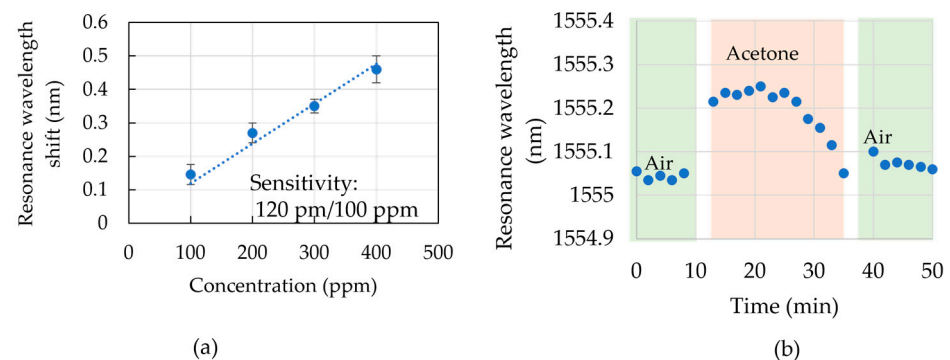 Resonance wavelength
shift (nm)
0.6
0.5
0.4
0.3
0.2
0.1
0
Sensitivity:
120 pm/100 ppm
0 100 200 300 400 500
Concentration (ppm)
(a)
Resonance wavelength
(nm)
1555.4
1555.3
1555.2
1555.1
1555
1554.9
Acetone
Air
Air
0 10 20 30 40 50
Time (min)
(b)